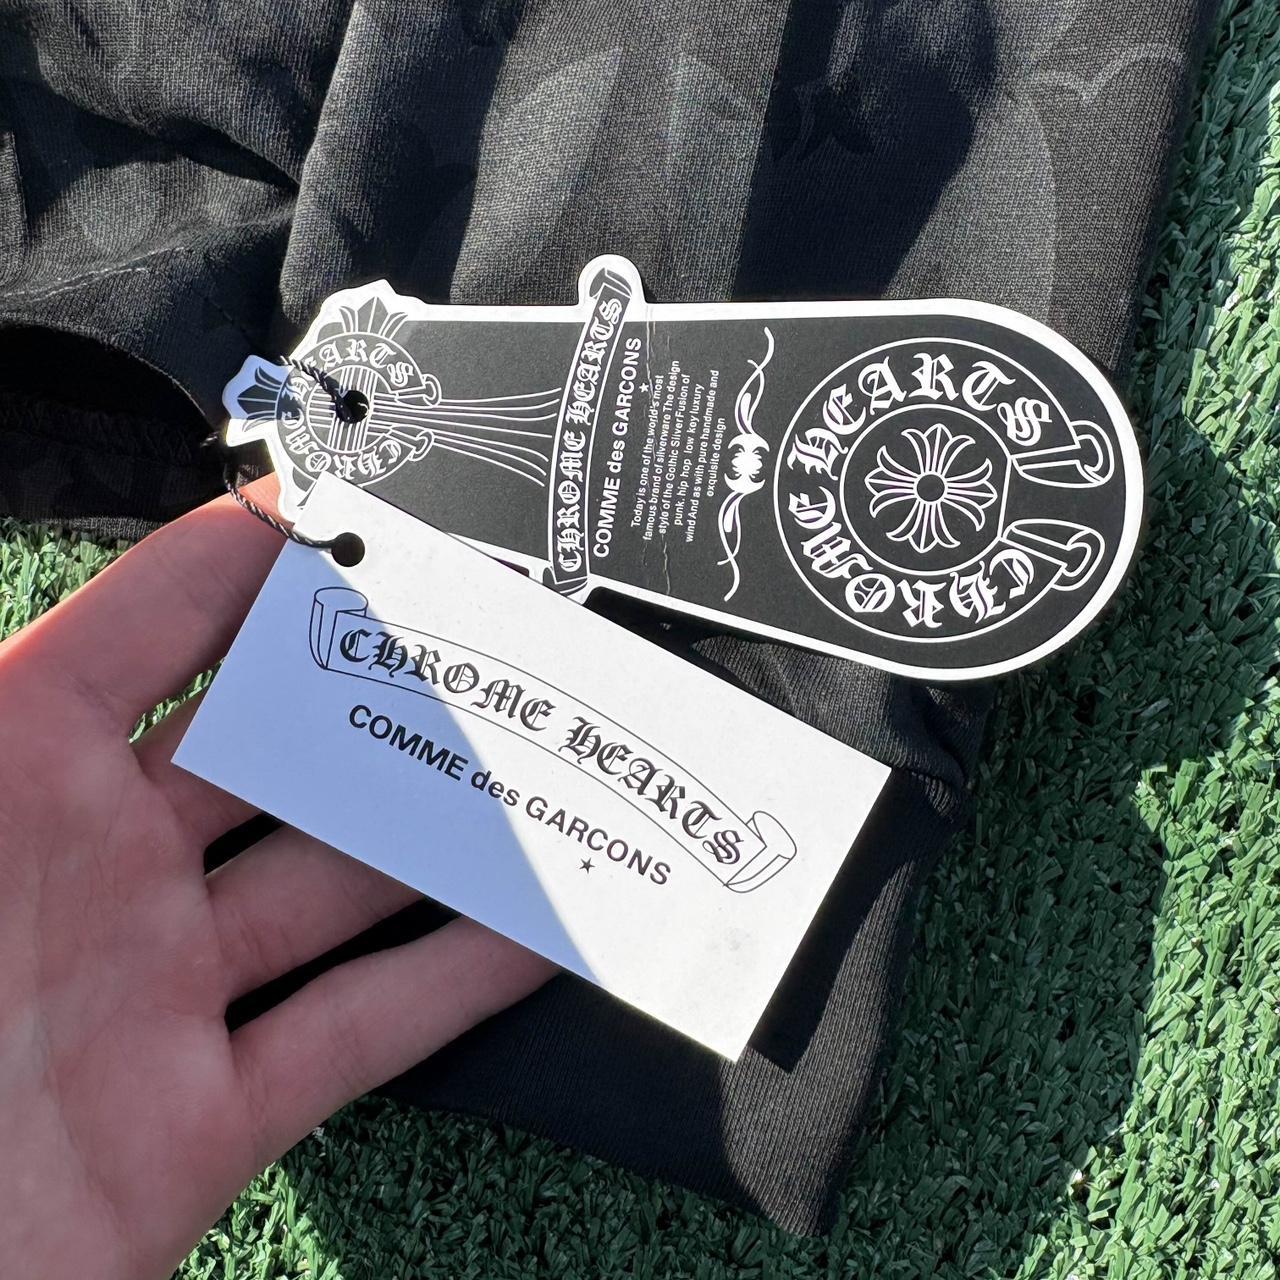 CHROME HEARTS
CHROME HEARTS
COMME des GARCONS
Today is one of the world's most
famous brand of silverware The design
style of the Gothic Silver Fusion of
punk. hip hop low key luxury
wind And as with pure handmade and
exquisite design
CHROME HEARTS
CHROME HEARTS
COMME des GARCONS